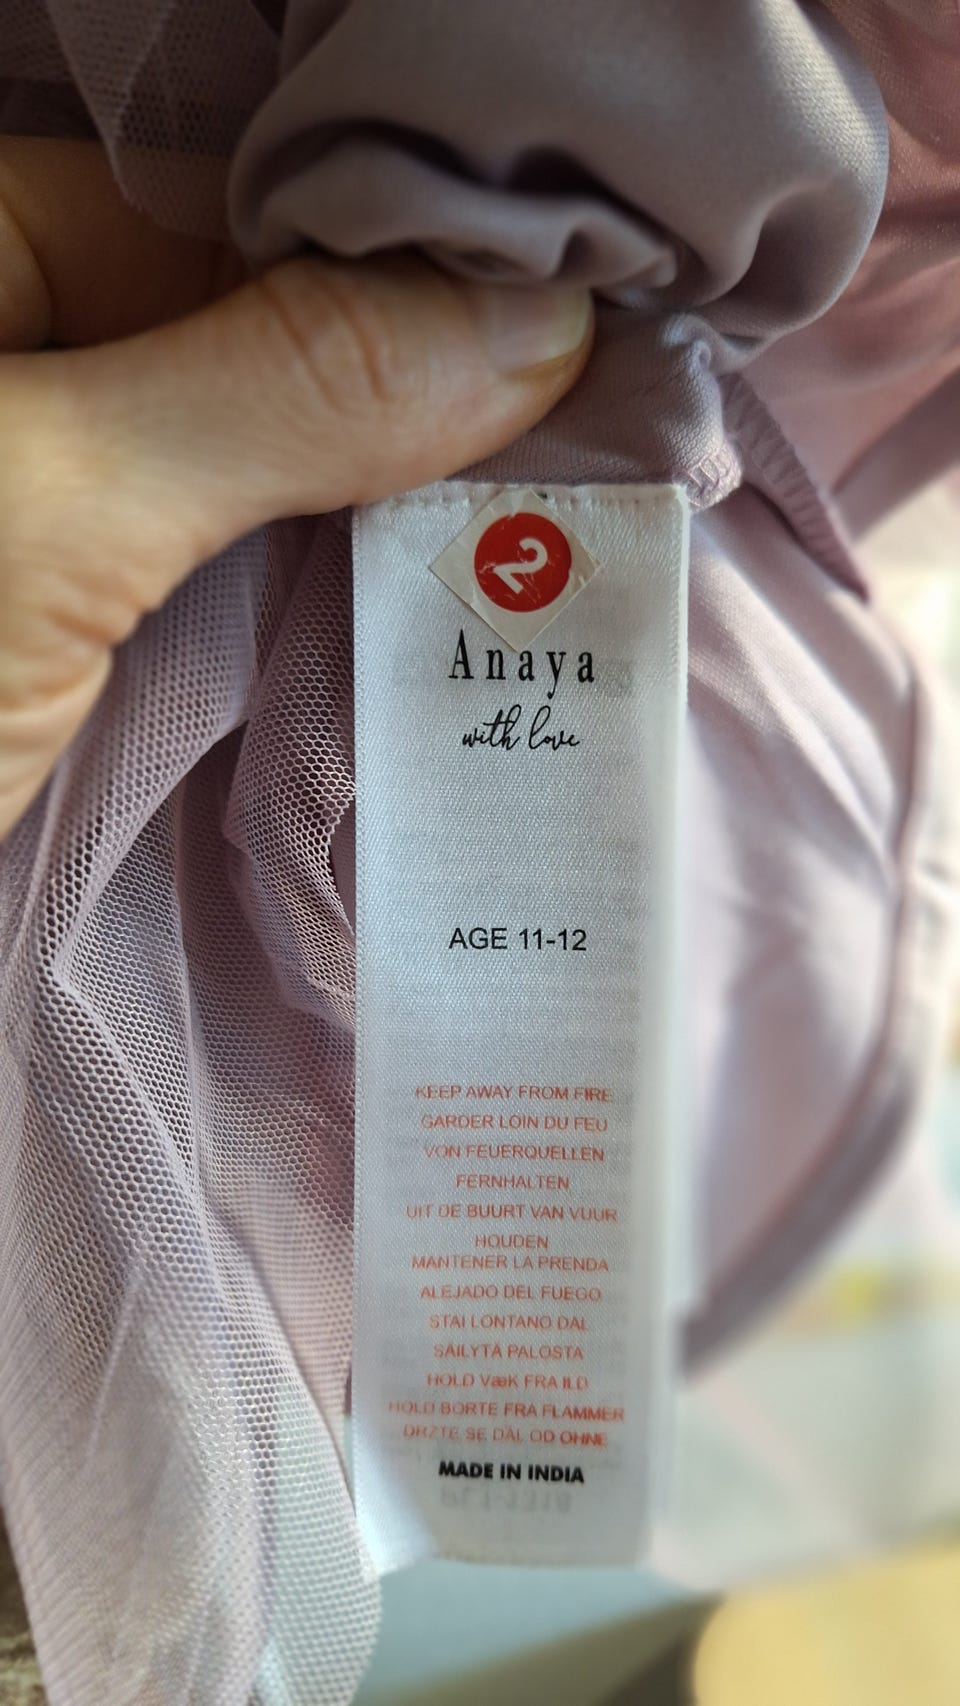 2
Anaya
with love
AGE 11-12
KEEP AWAY FROM FIRE
GARDER LOIN DU FEU
VON FEUERQUELLEN
FERNHALTEN
UIT DE BUURT VAN VUUR
HOUDEN
MANTENER LA PRENDA
ALEJADO DEL FUEGO
STAI LONTANO DAL
SÄILYTÄ PALOSTA
HOLD VæK FRA ILD
HOLD BORTE FRA FLAMMER
DRZTE SE DÁL OD OHNE
MADE IN INDIA